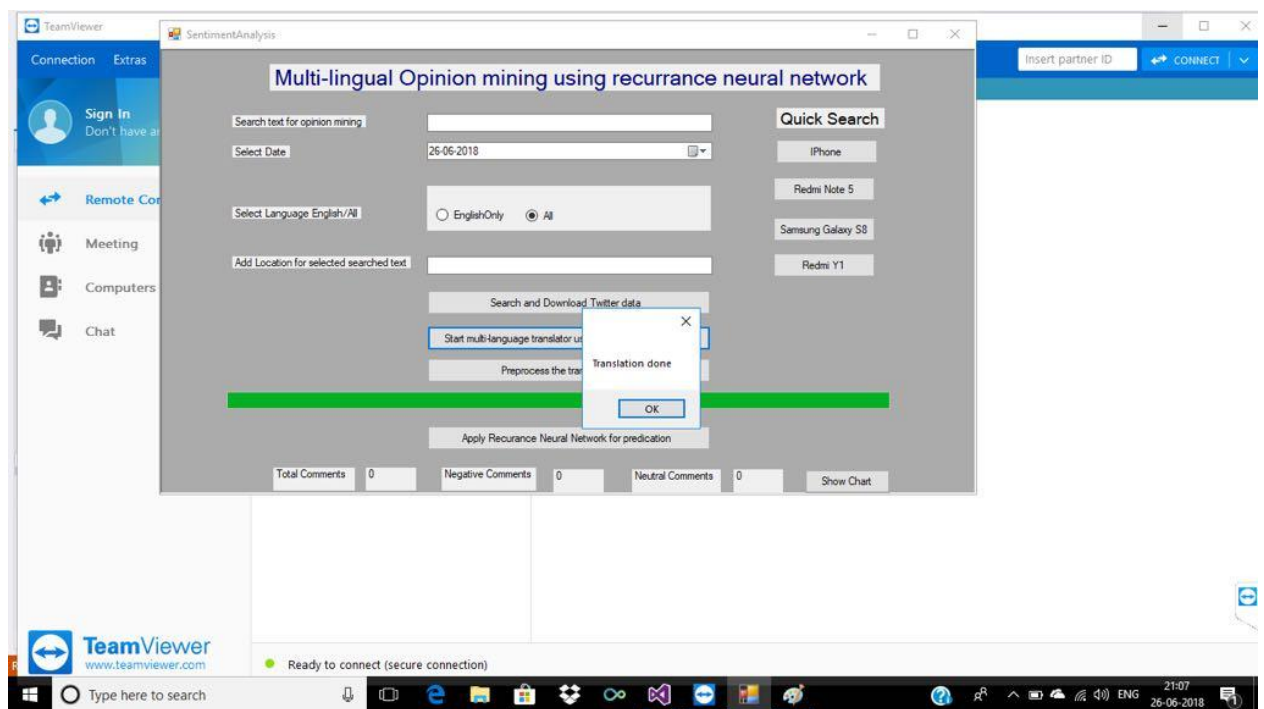 TeamViewer
SentimentAnalysis
Connection Extras
Insert partner ID
CONNECT
Multi-lingual Opinion mining using recurrance neural network
Sign In
Don't have a
Search text for opinion mining
Quick Search
Select Date
26-06-2018
IPhone
Remote Con
Redmi Note 5
Select Language English/All
EnglishOnly
All
Samsung Galaxy S8
Meeting
Add Location for selected searched text
Redmi Y1
Computers
Search and Download Twitter data
Chat
Start multi-language translator us
Translation done
Preprocess the tran
OK
Apply Recurance Neural Network for predication
Total Comments 0
Negative Comments 0
Neutral Comments 0
Show Chart
TeamViewer
www.teamviewer.com
Ready to connect (secure connection)
Type here to search
ENG
21:07
26-06-2018